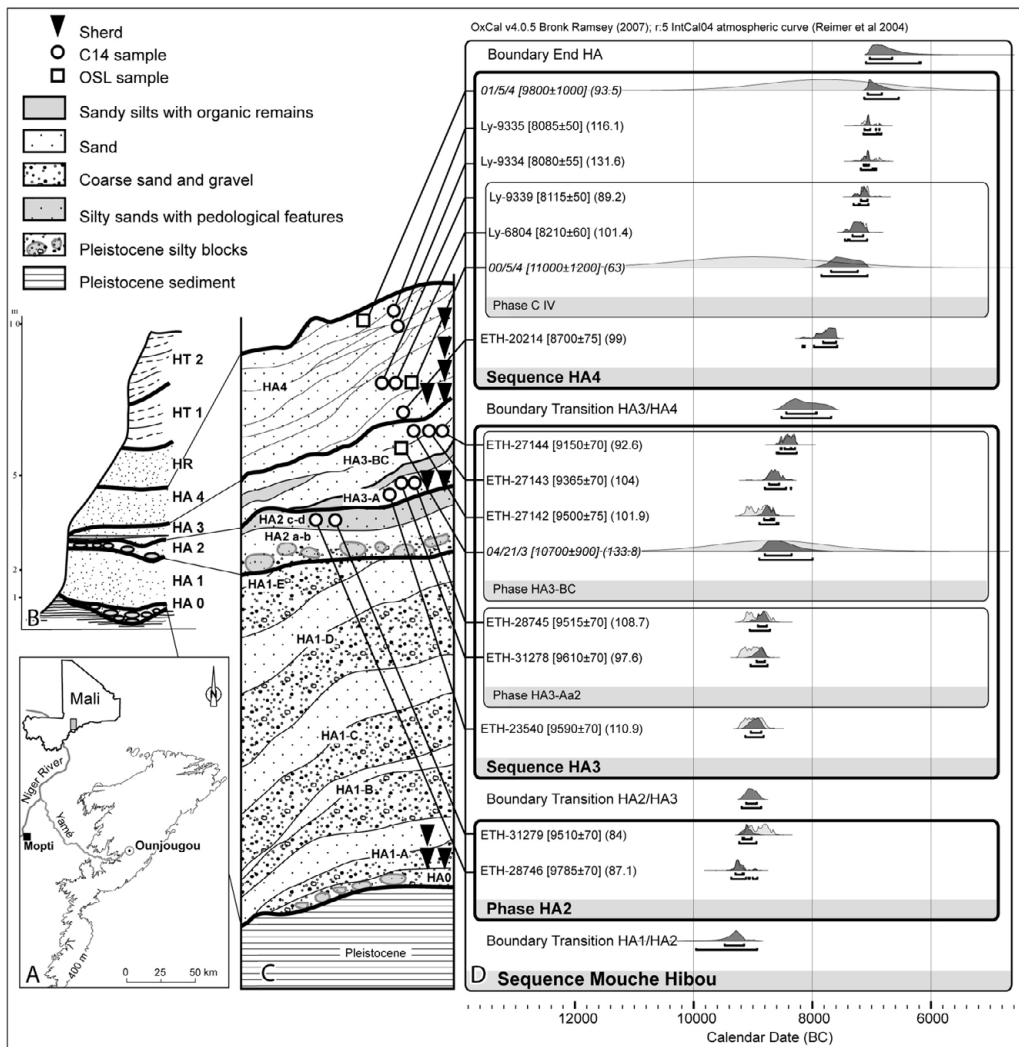 Sherd
C14 sample
OSL sample
Sandy silts with organic remains
Sand
Coarse sand and gravel
Silty sands with pedological features
Pleistocene silty blocks
Pleistocene sediment
m
10
5
2
1
HT 2
HT 1
HR
HA 4
HA 3
HA 2
HA 1
HA 0
B
Mali
N
Niger River
Yamé
Mopti
Ounjougou
400 m
A
0 25 50 km
HA4
HA3-BC
HA3-A
HA2 c-d
HA2 a-b
HA1-E
HA1-D
HA1-C
HA1-B
HA1-A
HA0
Pleistocene
C
OxCal v4.0.5 Bronk Ramsey (2007); r:5 IntCal04 atmospheric curve (Reimer et al 2004)
Boundary End HA
01/5/4 [9800±1000] (93.5)
Ly-9335 [8085±50] (116.1)
Ly-9334 [8080±55] (131.6)
Ly-9339 [8115±50] (89.2)
Ly-6804 [8210±60] (101.4)
00/5/4 [11000±1200] (63)
Phase C IV
ETH-20214 [8700±75] (99)
Sequence HA4
Boundary Transition HA3/HA4
ETH-27144 [9150±70] (92.6)
ETH-27143 [9365±70] (104)
ETH-27142 [9500±75] (101.9)
04/21/3 [10700±900] (133.8)
Phase HA3-BC
ETH-28745 [9515±70] (108.7)
ETH-31278 [9610±70] (97.6)
Phase HA3-Aa2
ETH-23540 [9590±70] (110.9)
Sequence HA3
Boundary Transition HA2/HA3
ETH-31279 [9510±70] (84)
ETH-28746 [9785±70] (87.1)
Phase HA2
Boundary Transition HA1/HA2
D
Sequence Mouche Hibou
12000 10000 8000 6000
Calendar Date (BC)